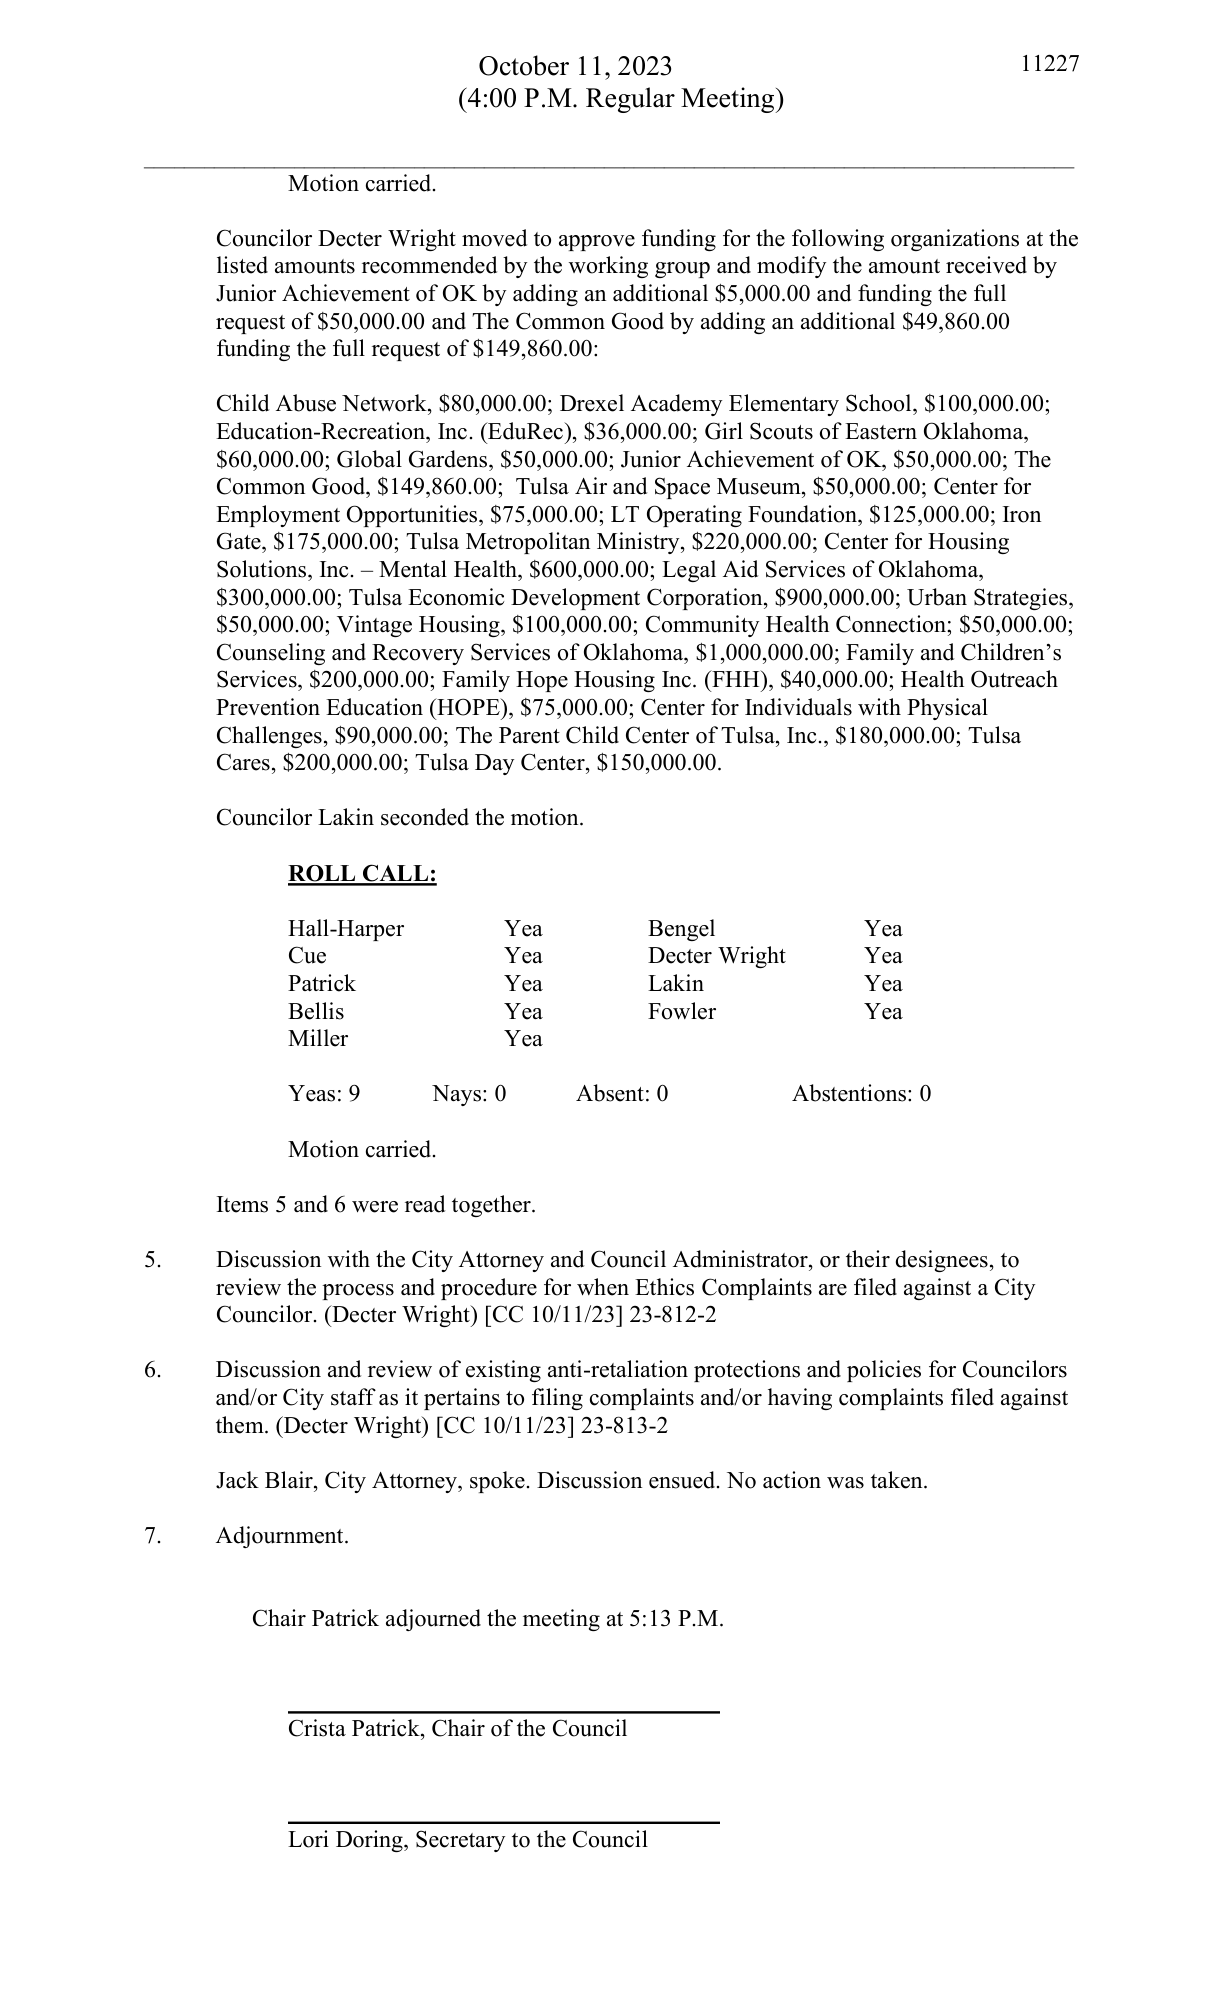 October 11, 2023
11227
(4:00 P.M. Regular Meeting)
Motion carried.
Councilor Decter Wright moved to approve funding for the following organizations at the
listed amounts recommended by the working group and modify the amount received by
Junior Achievement of OK by adding an additional $5,000.00 and funding the full
request of $50,000.00 and The Common Good by adding an additional $49,860.00
funding the full request of $149,860.00:
Child Abuse Network, $80,000.00; Drexel Academy Elementary School, $100,000.00;
Education-Recreation, Inc. (EduRec), $36,000.00; Girl Scouts of Eastern Oklahoma,
$60,000.00; Global Gardens, $50,000.00; Junior Achievement of OK, $50,000.00; The
Common Good, $149,860.00;  Tulsa Air and Space Museum, $50,000.00; Center for
Employment Opportunities, $75,000.00; LT Operating Foundation, $125,000.00; Iron
Gate, $175,000.00; Tulsa Metropolitan Ministry, $220,000.00; Center for Housing
Solutions, Inc. – Mental Health, $600,000.00; Legal Aid Services of Oklahoma,
$300,000.00; Tulsa Economic Development Corporation, $900,000.00; Urban Strategies,
$50,000.00; Vintage Housing, $100,000.00; Community Health Connection; $50,000.00;
Counseling and Recovery Services of Oklahoma, $1,000,000.00; Family and Children’s
Services, $200,000.00; Family Hope Housing Inc. (FHH), $40,000.00; Health Outreach
Prevention Education (HOPE), $75,000.00; Center for Individuals with Physical
Challenges, $90,000.00; The Parent Child Center of Tulsa, Inc., $180,000.00; Tulsa
Cares, $200,000.00; Tulsa Day Center, $150,000.00.
Councilor Lakin seconded the motion.
ROLL CALL:
Hall-Harper Yea Bengel Yea
Cue Yea Decter Wright Yea
Patrick Yea Lakin Yea
Bellis Yea Fowler Yea
Miller Yea
Yeas: 9 Nays: 0 Absent: 0 Abstentions: 0
Motion carried.
Items 5 and 6 were read together.
5. Discussion with the City Attorney and Council Administrator, or their designees, to
review the process and procedure for when Ethics Complaints are filed against a City
Councilor. (Decter Wright) [CC 10/11/23] 23-812-2
6. Discussion and review of existing anti-retaliation protections and policies for Councilors
and/or City staff as it pertains to filing complaints and/or having complaints filed against
them. (Decter Wright) [CC 10/11/23] 23-813-2
Jack Blair, City Attorney, spoke. Discussion ensued. No action was taken.
7. Adjournment.
Chair Patrick adjourned the meeting at 5:13 P.M.
Crista Patrick, Chair of the Council
Lori Doring, Secretary to the Council